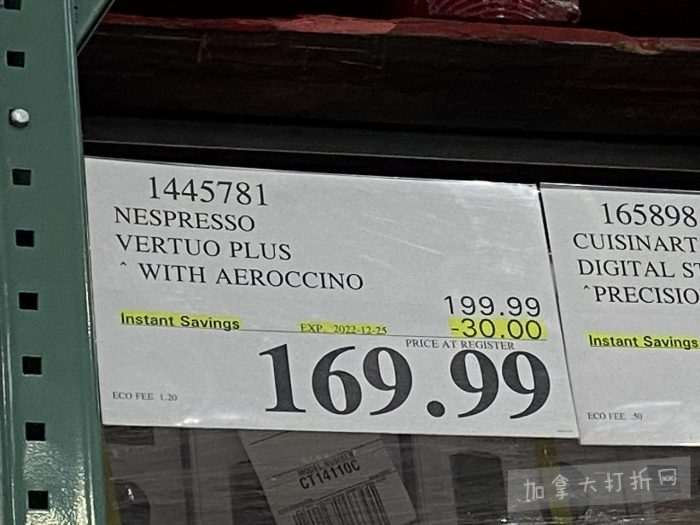 1445781
NESPRESSO
VERTUO PLUS
^ WITH AEROCCINO
199.99
Instant Savings EXP. 2022-12-25 -30.00
PRICE AT REGISTER
169.99
ECO FEE 1.20
165898
CUISINART
DIGITAL S
^PRECISIO
Instant Savings
ECO FEE .50
CT14110C
加拿大打折网